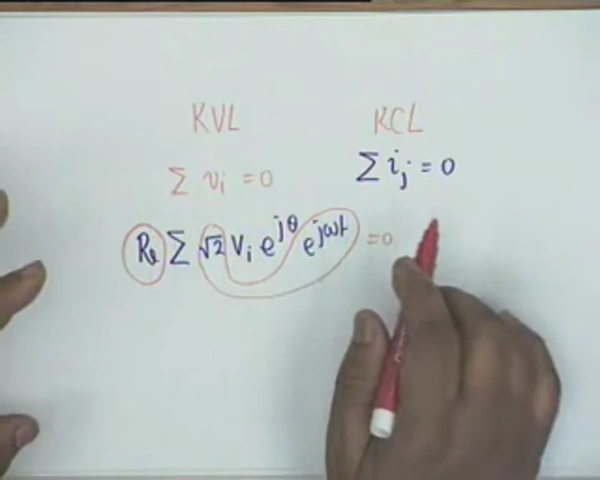 KVL KCL
Σ vi = 0 Σ ij = 0
Re Σ √2 Vi e^jθ e^jωt = 0